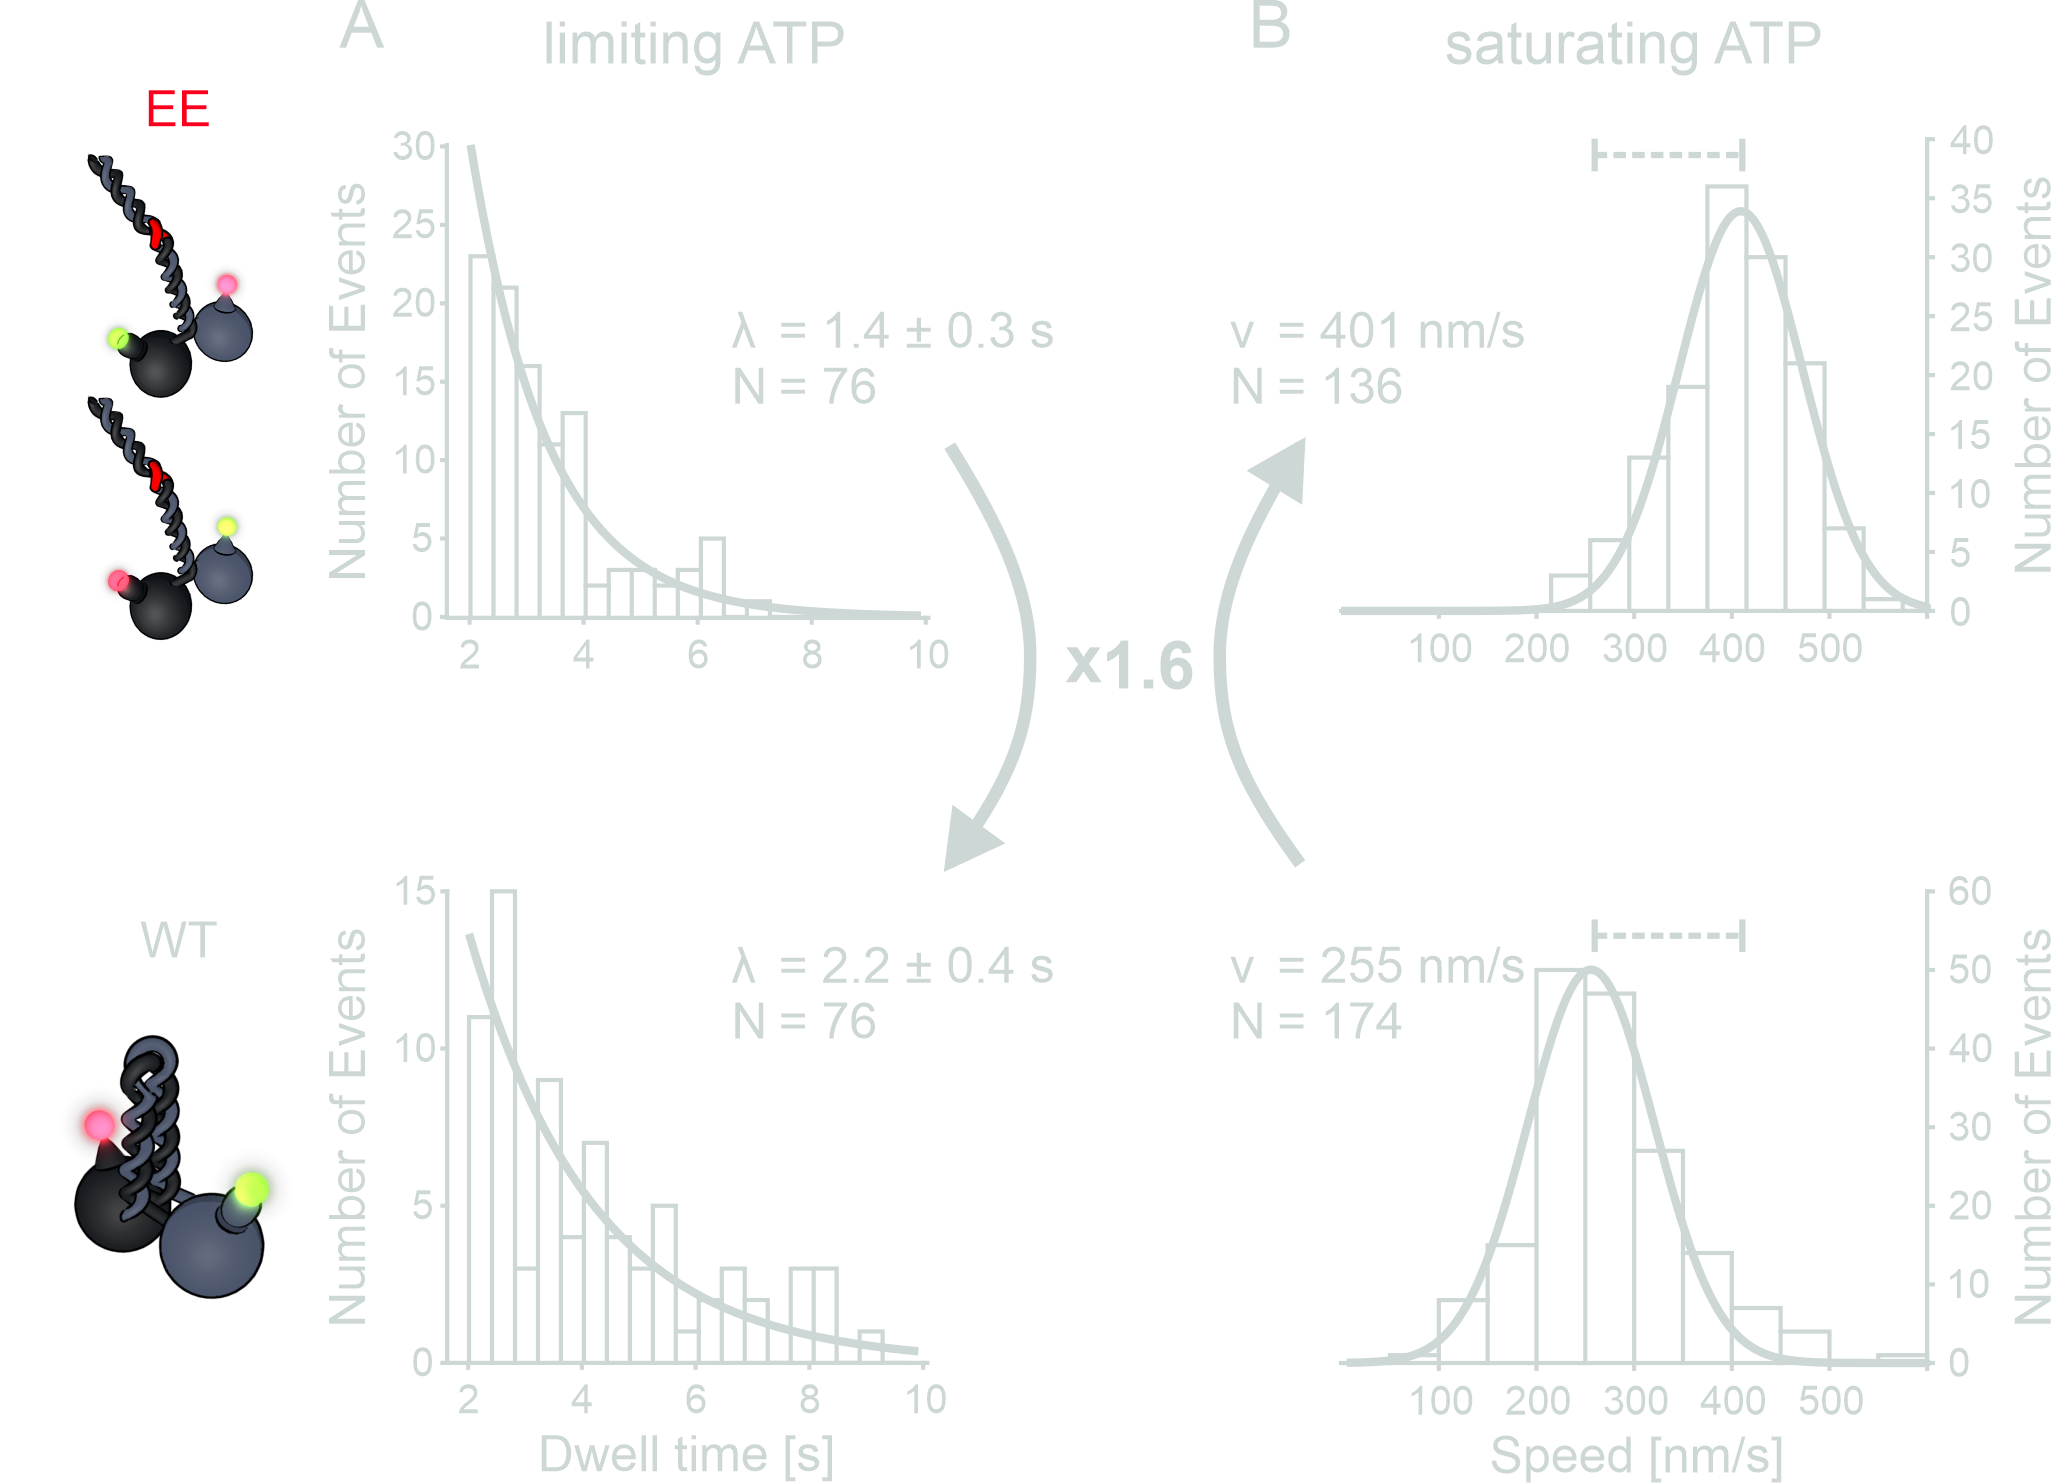 A
limiting ATP
B
saturating ATP
EE
Number of Events
30
25
20
15
10
5
0
2
4
6
8
10
λ = 1.4 ± 0.3 s
N = 76
v = 401 nm/s
N = 136
40
35
30
25
20
15
10
5
0
100
200
300
400
500
Number of Events
x1.6
WT
Number of Events
15
10
5
0
2
4
6
8
10
Dwell time [s]
λ = 2.2 ± 0.4 s
N = 76
v = 255 nm/s
N = 174
60
50
40
30
20
10
0
100
200
300
400
500
Speed [nm/s]
Number of Events